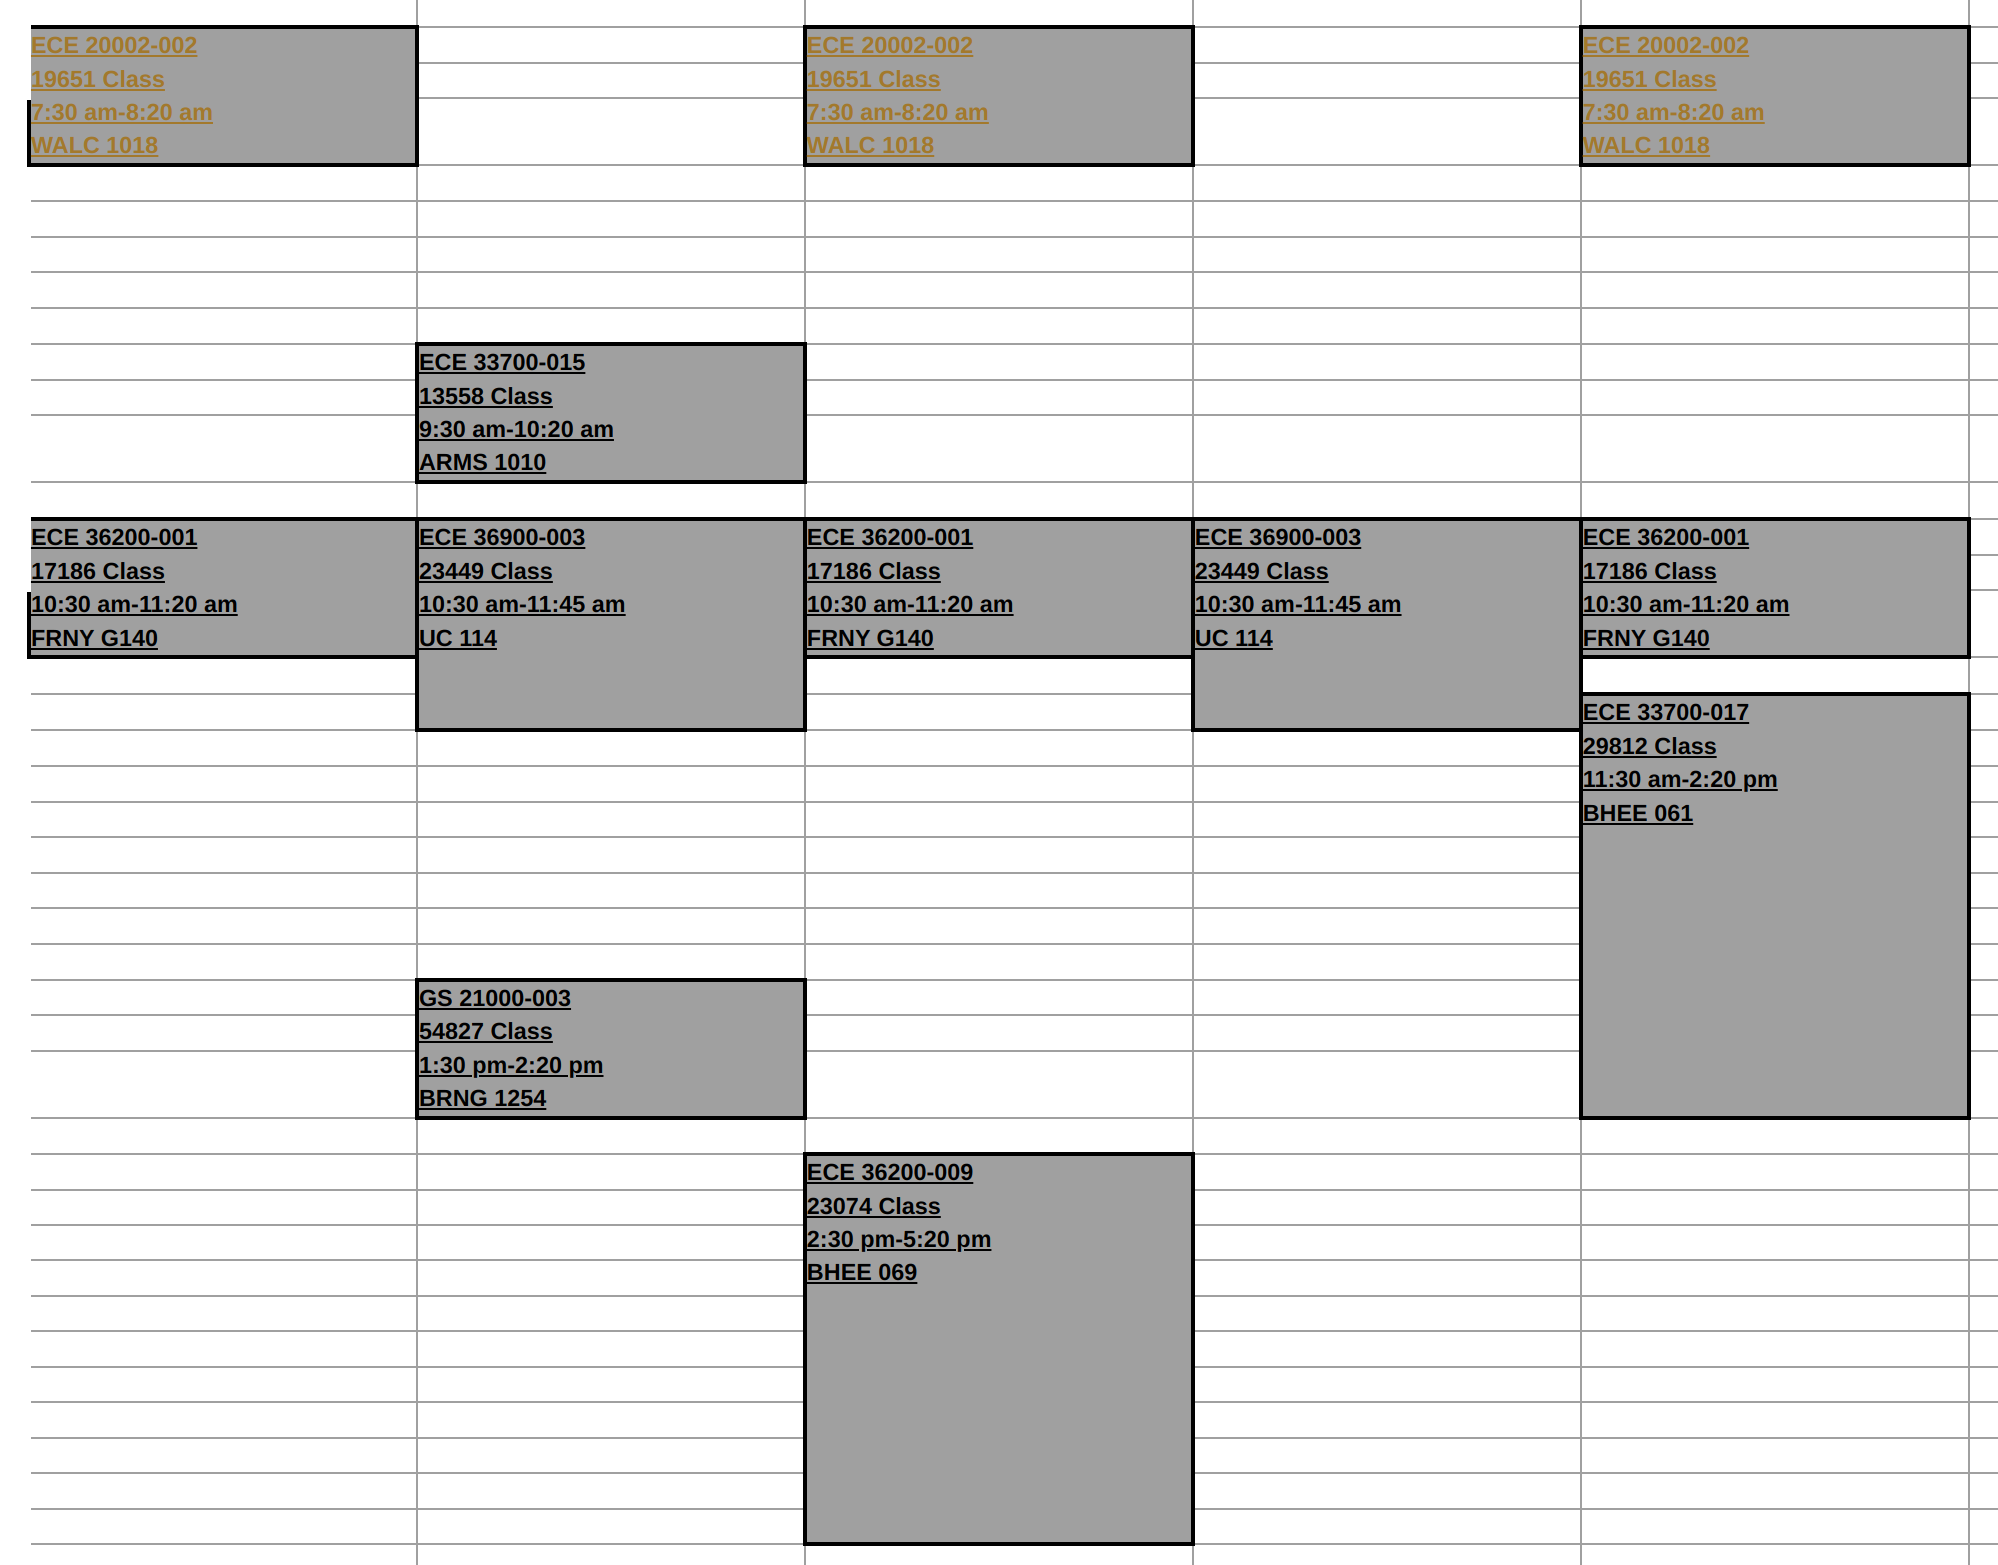 ECE 20002-002
19651 Class
7:30 am-8:20 am
WALC 1018
ECE 20002-002
19651 Class
7:30 am-8:20 am
WALC 1018
ECE 20002-002
19651 Class
7:30 am-8:20 am
WALC 1018
ECE 33700-015
13558 Class
9:30 am-10:20 am
ARMS 1010
ECE 36200-001
17186 Class
10:30 am-11:20 am
FRNY G140
ECE 36900-003
23449 Class
10:30 am-11:45 am
UC 114
ECE 36200-001
17186 Class
10:30 am-11:20 am
FRNY G140
ECE 36900-003
23449 Class
10:30 am-11:45 am
UC 114
ECE 36200-001
17186 Class
10:30 am-11:20 am
FRNY G140
ECE 33700-017
29812 Class
11:30 am-2:20 pm
BHEE 061
GS 21000-003
54827 Class
1:30 pm-2:20 pm
BRNG 1254
ECE 36200-009
23074 Class
2:30 pm-5:20 pm
BHEE 069